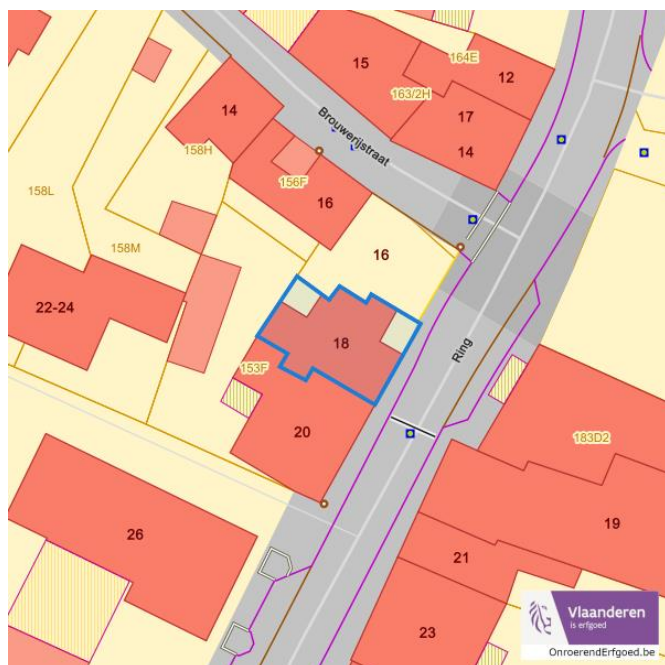 164E
15
12
163/2H
17
14
Brouwerijstraat
14
158H
156F
16
158L
158M
16
22-24
18
Ring
153F
20
183D2
19
26
21
23
Vlaanderen
is erfgoed
OnroerendErfgoed.be